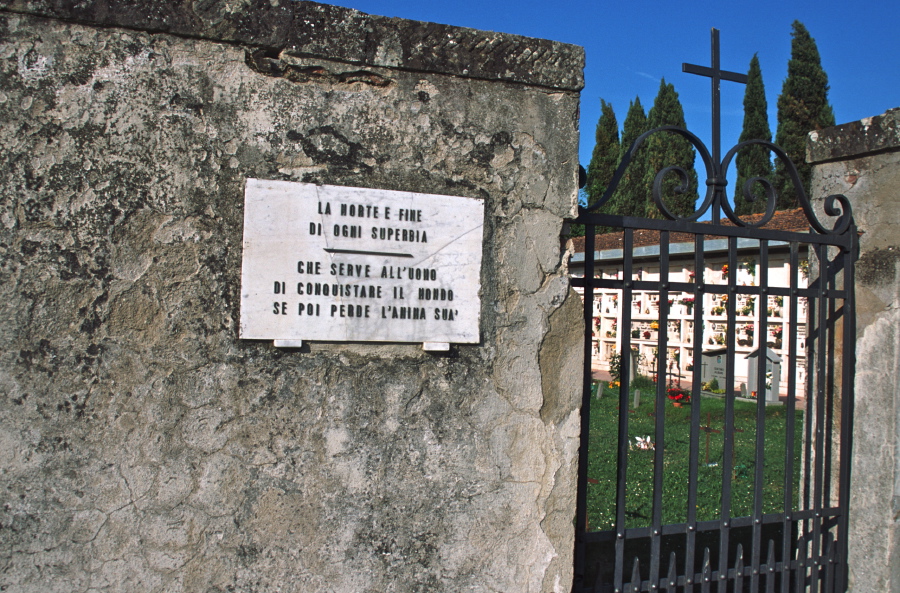 LA MORTE E FINE
DI OGNI SUPERBIA
CHE SERVE ALL'UOMO
DI CONQUISTARE IL MONDO
SE POI PERDE L'ANIMA SUA'